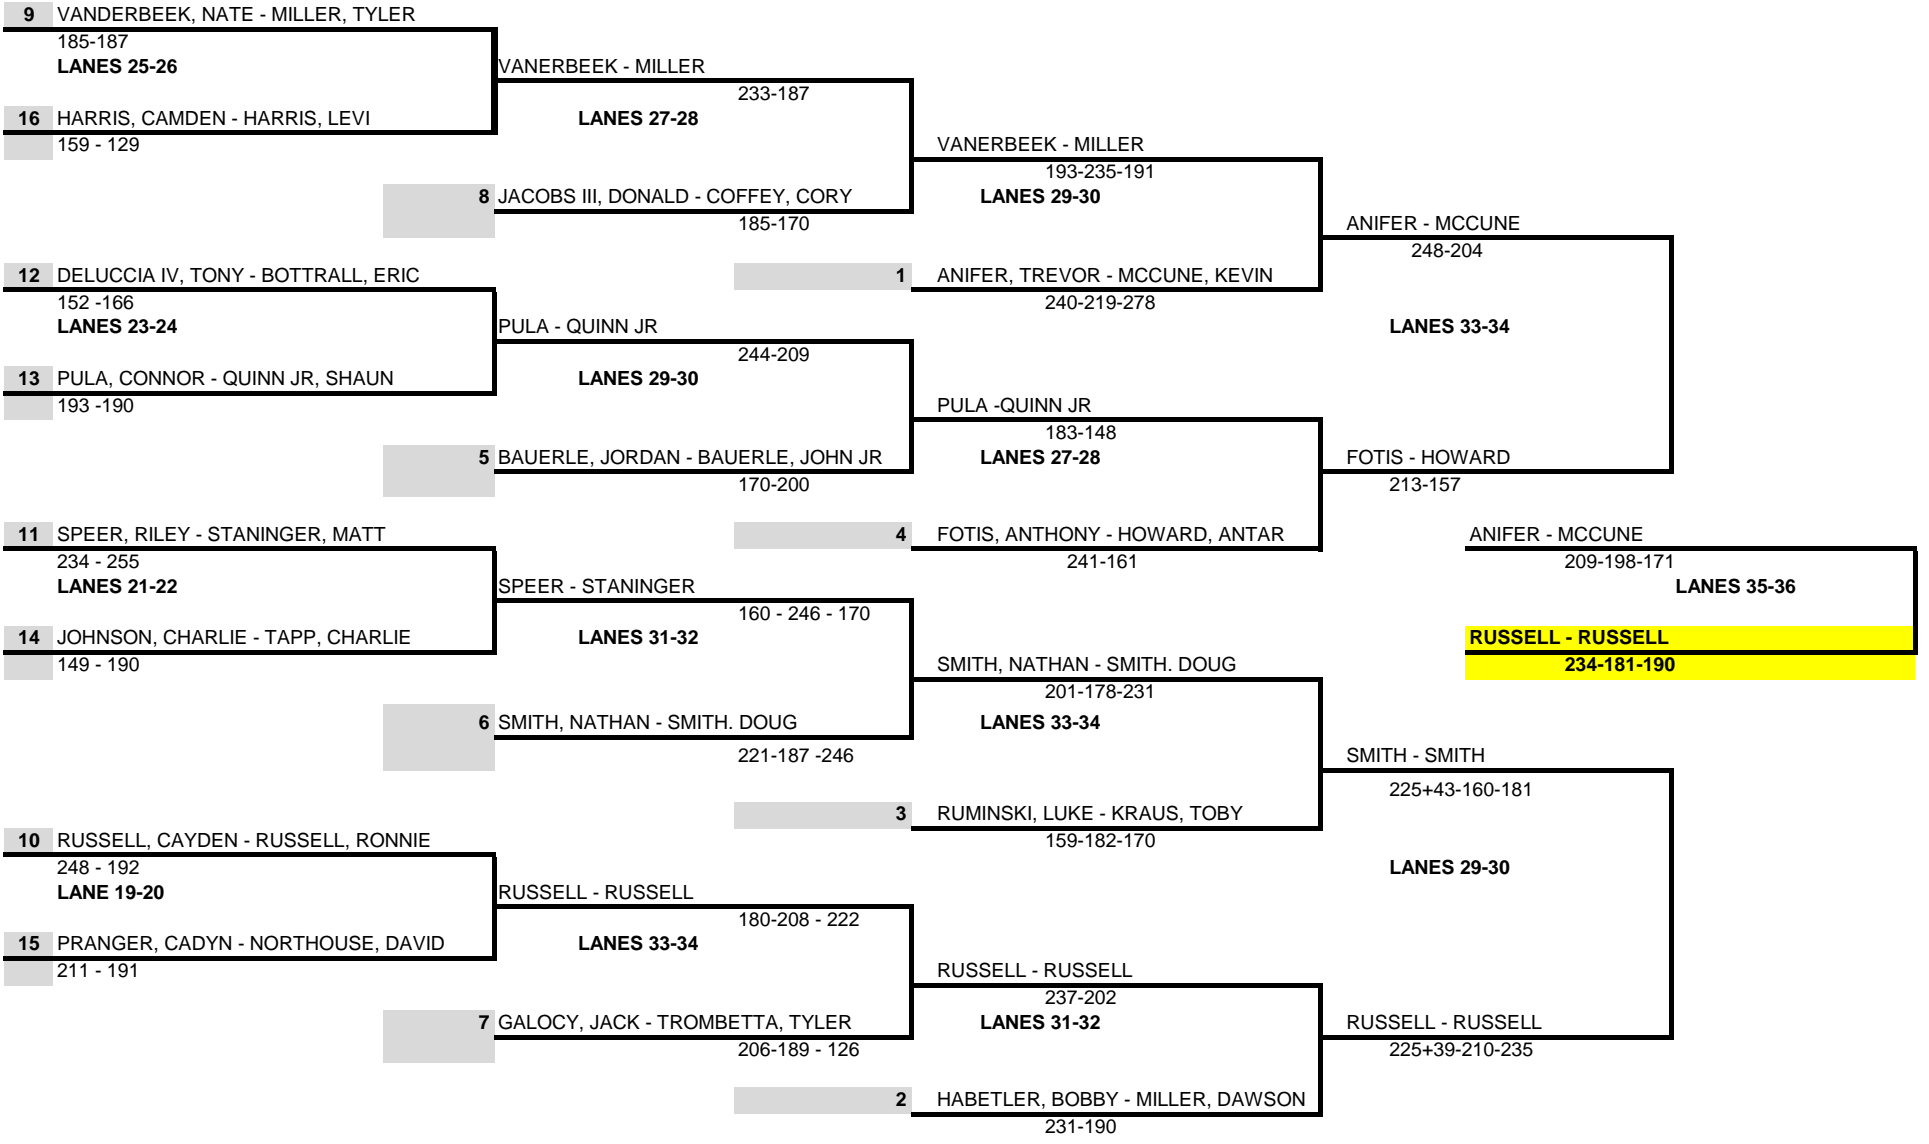 9 VANDERBEEK, NATE - MILLER, TYLER
185-187
LANES 25-26
16 HARRIS, CAMDEN - HARRIS, LEVI
159 - 129
12 DELUCCIA IV, TONY - BOTTRALL, ERIC
152 -166
LANES 23-24
13 PULA, CONNOR - QUINN JR, SHAUN
193 -190
11 SPEER, RILEY - STANINGER, MATT
234 - 255
LANES 21-22
14 JOHNSON, CHARLIE - TAPP, CHARLIE
149 - 190
10 RUSSELL, CAYDEN - RUSSELL, RONNIE
248 - 192
LANE 19-20
15 PRANGER, CADYN - NORTHOUSE, DAVID
211 - 191
VANERBEEK - MILLER
233-187
LANES 27-28
8 JACOBS III, DONALD - COFFEY, CORY
185-170
PULA - QUINN JR
244-209
LANES 29-30
5 BAUERLE, JORDAN - BAUERLE, JOHN JR
170-200
SPEER - STANINGER
160 - 246 - 170
LANES 31-32
6 SMITH, NATHAN - SMITH. DOUG
221-187 -246
RUSSELL - RUSSELL
180-208 - 222
LANES 33-34
7 GALOCY, JACK - TROMBETTA, TYLER
206-189 - 126
VANERBEEK - MILLER
193-235-191
LANES 29-30
1 ANIFER, TREVOR - MCCUNE, KEVIN
240-219-278
PULA -QUINN JR
183-148
LANES 27-28
4 FOTIS, ANTHONY - HOWARD, ANTAR
241-161
SMITH, NATHAN - SMITH. DOUG
201-178-231
LANES 33-34
3 RUMINSKI, LUKE - KRAUS, TOBY
159-182-170
RUSSELL - RUSSELL
237-202
LANES 31-32
2 HABETLER, BOBBY - MILLER, DAWSON
231-190
ANIFER - MCCUNE
248-204
LANES 33-34
FOTIS - HOWARD
213-157
SMITH - SMITH
225+43-160-181
LANES 29-30
RUSSELL - RUSSELL
225+39-210-235
ANIFER - MCCUNE
209-198-171
LANES 35-36
RUSSELL - RUSSELL
234-181-190